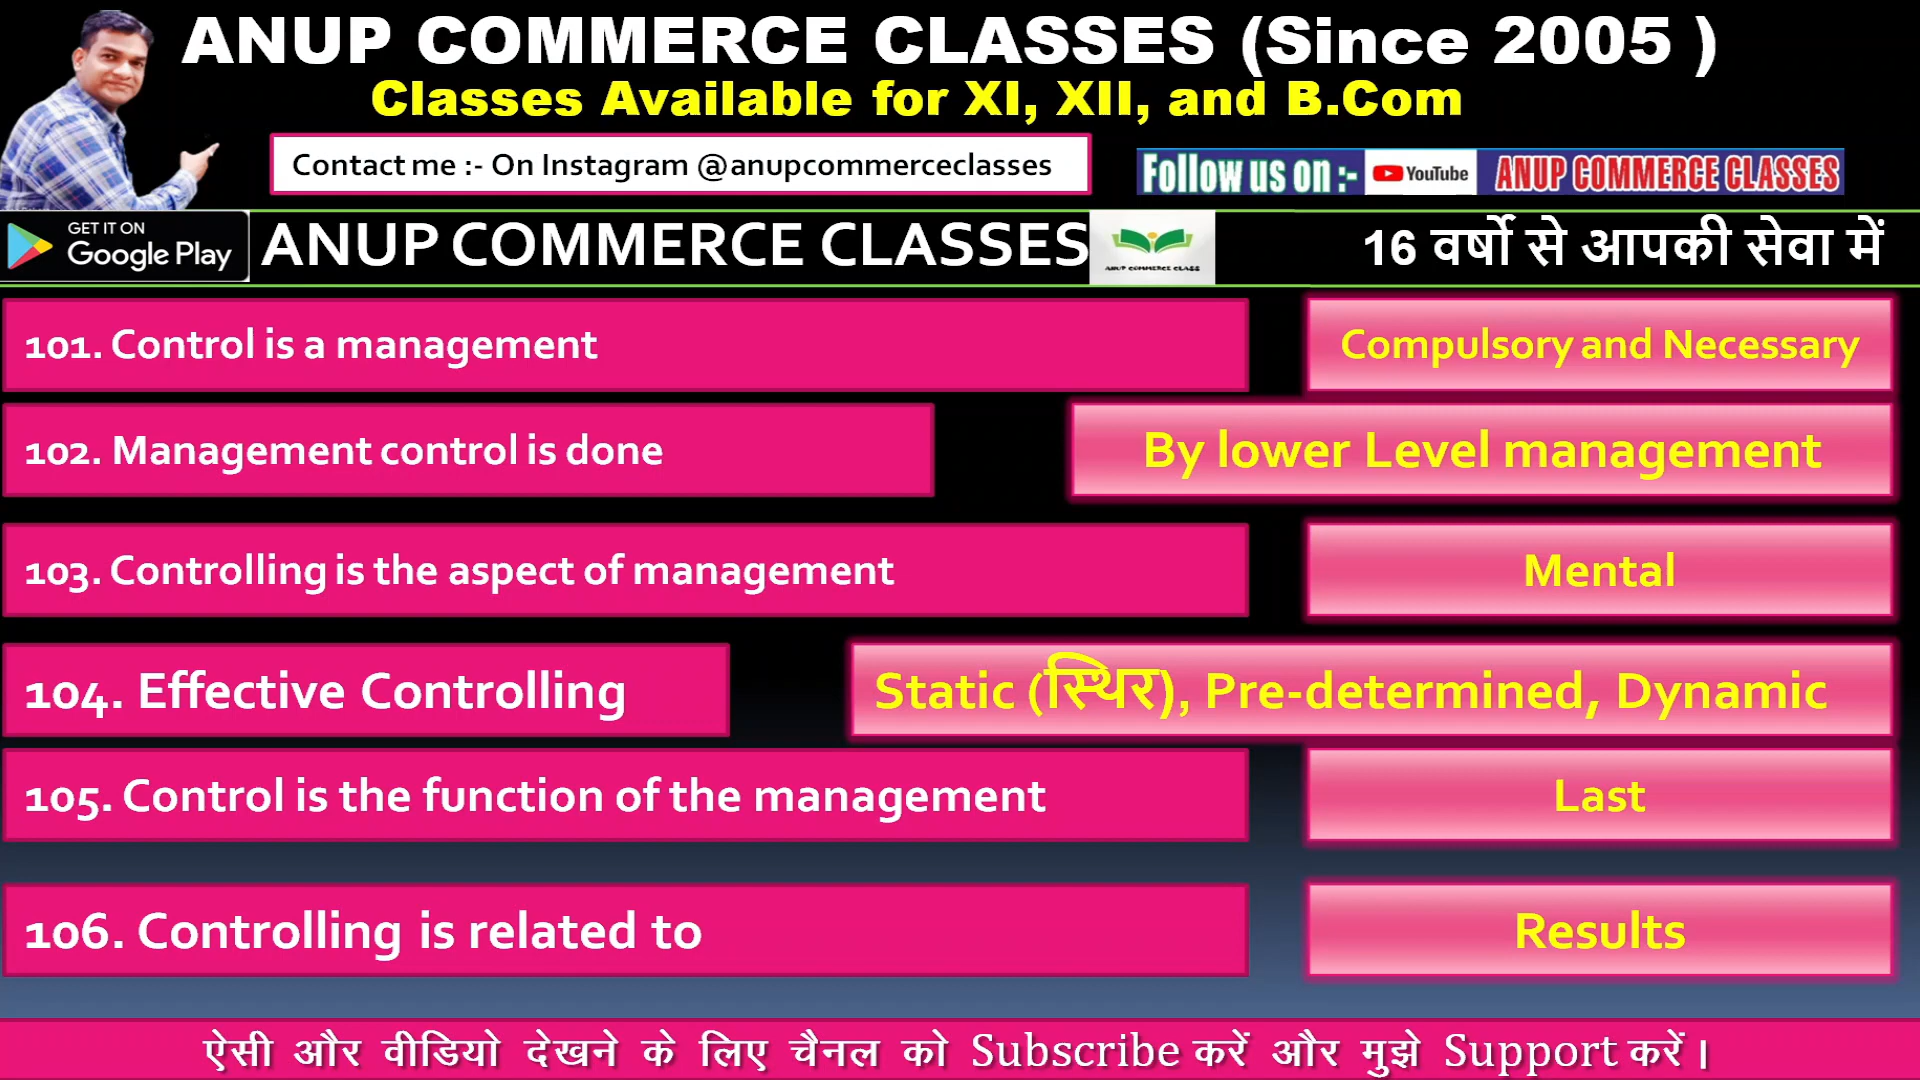 ANUP COMMERCE CLASSES (Since 2005 )
Classes Available for XI, XII, and B.Com
Contact me :- On Instagram @anupcommerceclasses
Follow us on :- YouTube ANUP COMMERCE CLASSES
GET IT ON
Google Play
ANUP COMMERCE CLASSES
ANUP COMMERCE CLASS
16 वर्षो से आपकी सेवा में
101. Control is a management
Compulsory and Necessary
102. Management control is done
By lower Level management
103. Controlling is the aspect of management
Mental
104. Effective Controlling
Static (स्थिर), Pre-determined, Dynamic
105. Control is the function of the management
Last
106. Controlling is related to
Results
ऐसी और वीडियो देखने के लिए चैनल को Subscribe करें और मुझे Support करें।